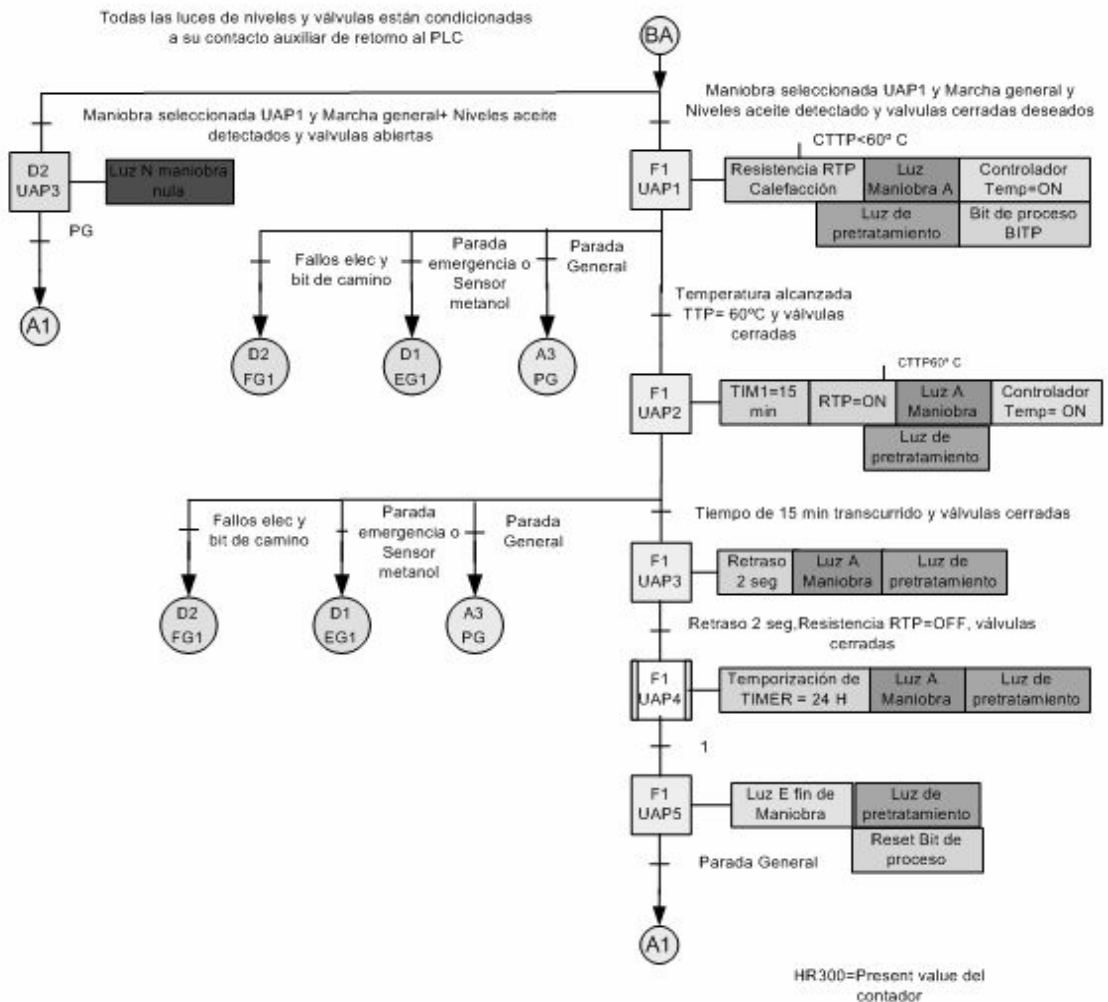 Todas las luces de niveles y válvulas están condicionadas
a su contacto auxiliar de retorno al PLC
BA
Maniobra seleccionada UAP1 y Marcha general+ Niveles aceite
detectados y valvulas abiertas
Maniobra seleccionada UAP1 y Marcha general y
Niveles aceite detectado y valvulas cerradas deseados
CTTP<60º C
D2
UAP3
Luz N maniobra
nula
F1
UAP1
Resistencia RTP
Calefacción
Luz
Maniobra A
Controlador
Temp=ON
Luz de
pretratamiento
Bit de proceso
BITP
PG
A1
Fallos elec y
bit de camino
Parada
emergencia o
Sensor
metanol
Parada
General
D2
FG1
D1
EG1
A3
PG
Temperatura alcanzada
TTP= 60ºC y válvulas
cerradas
CTTP60º C
F1
UAP2
TIM1=15
min
RTP=ON
Luz A
Maniobra
Controlador
Temp= ON
Luz de
pretratamiento
Fallos elec y
bit de camino
Parada
emergencia o
Sensor
metanol
Parada
General
D2
FG1
D1
EG1
A3
PG
Tiempo de 15 min transcurrido y válvulas cerradas
F1
UAP3
Retraso
2 seg
Luz A
Maniobra
Luz de
pretratamiento
Retraso 2 seg,Resistencia RTP=OFF, válvulas
cerradas
F1
UAP4
Temporización de
TIMER = 24 H
Luz A
Maniobra
Luz de
pretratamiento
1
F1
UAP5
Luz E fin de
Maniobra
Luz de
pretratamiento
Reset Bit de
proceso
Parada General
A1
HR300=Present value del
contador